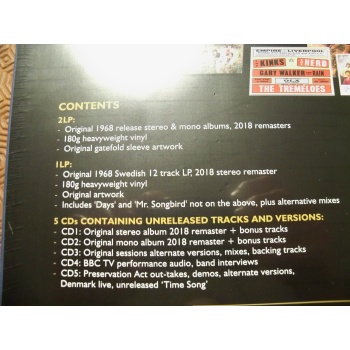 EMPIRE LIVERPOOL
THE KINKS THE HERD
GARY WALKER AND THE RAIN
OLA
THE TREMELOES
CONTENTS
2LP:
- Original 1968 release stereo & mono albums, 2018 remasters
- 180g heavyweight vinyl
- Original gatefold sleeve artwork
1LP:
- Original 1968 Swedish 12 track LP, 2018 stereo remaster
- 180g heavyweight vinyl
- Original artwork
- Includes 'Days' and 'Mr. Songbird' not on the above, plus alternative mixes
5 CDs: CONTAINING UNRELEASED TRACKS AND VERSIONS:
- CD1: Original stereo album 2018 remaster + bonus tracks
- CD2: Original mono album 2018 remaster + bonus tracks
- CD3: Original sessions alternate versions, mixes, backing tracks
- CD4: BBC TV performance audio, band interviews
- CD5: Preservation Act out-takes, demos, alternate versions,
Denmark live, unreleased 'Time Song'